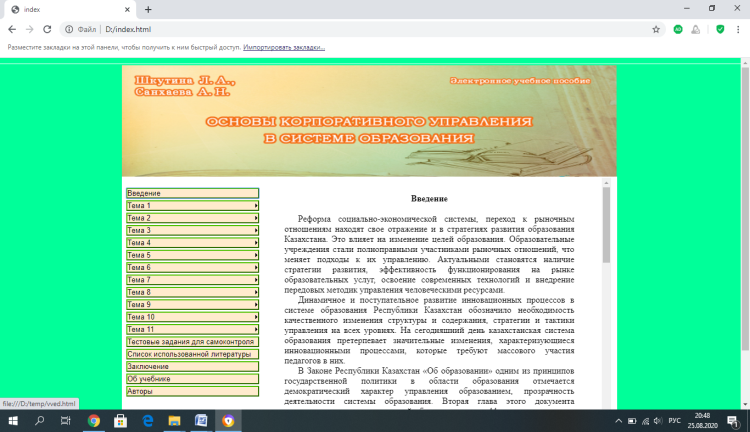 index
Файл | D:/index.html
Разместите закладки на этой панели, чтобы получить к ним быстрый доступ. Импортировать закладки...
Шкутина Л. А.,
Санхаева А. Н.
Электронное учебное пособие
ОСНОВЫ КОРПОРАТИВНОГО УПРАВЛЕНИЯ
В СИСТЕМЕ ОБРАЗОВАНИЯ
Введение
Тема 1
Тема 2
Тема 3
Тема 4
Тема 5
Тема 6
Тема 7
Тема 8
Тема 9
Тема 10
Тема 11
Тестовые задания для самоконтроля
Список использованной литературы
Заключение
Об учебнике
Авторы
Введение
Реформа социально-экономической системы, переход к рыночным
отношениям находят свое отражение и в стратегиях развития образования
Казахстана. Это влияет на изменение целей образования. Образовательные
учреждения стали полноправными участниками рыночных отношений, что
меняет подходы к их управлению. Актуальными становятся наличие
стратегии развития, эффективность функционирования на рынке
образовательных услуг, освоение современных технологий и внедрение
передовых методик управления человеческими ресурсами.
Динамичное и поступательное развитие инновационных процессов в
системе образования Республики Казахстан обозначило необходимость
качественного изменения структуры и содержания, стратегии и тактики
управления на всех уровнях. На сегодняшний день казахстанская система
образования претерпевает значительные изменения, характеризующиеся
инновационными процессами, которые требуют массового участия
педагогов в них.
В Законе Республики Казахстан «Об образовании» одним из принципов
государственной политики в области образования отмечается
демократический характер управления образованием, прозрачность
деятельности системы образования. Вторая глава этого документа
file:///D:/temp/vved.html
РУС
20:48
25.08.2020
1